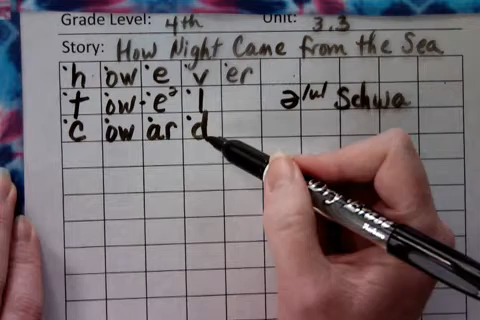 Grade Level: 4th Unit: 3.3
Story: How Night Came from the Sea
h ow e v er
t ow e l ə /u/ Schwa
c ow ar d
Dry Erase